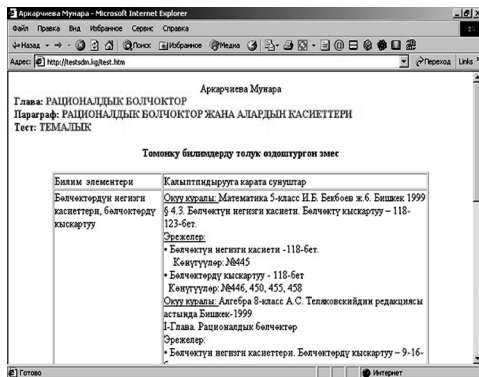 Аркарчиева Мунара - Microsoft Internet Explorer
Файл Правка Вид Избранное Сервис Справка
Назад Поиск Избранное Медиа
Адрес: http://testsdm.kg/test.htm Переход Links »
Аркарчиева Мунара
Глава: РАЦИОНАЛДЫК БОЛЧОКТОР
Параграф: РАЦИОНАЛДЫК БОЛЧОКТОР ЖАНА АЛАРДЫН КАСИЕТТЕРИ
Тест: ТЕМАЛЫК
Томонку билимдерду толук оздоштургон эмес
Билим элементери
Калыптпндырууга карата сунуштар
Бөлчөктөрдүн негизги
касиеттери, бөлчөктөрдү
кыскартуу
Окуу куралы: Математика 5-класс И.Б. Бекбоев ж.б. Бишкек 1999
§ 4.3. Бөлчөктүн негизги касиети. Бөлчөктү кыскартуу – 118-
123-бет.
Эрежелер:
• Бөлчөктүн негизги касиети -118-бет.
Көнүгүүлөр: №445
• Бөлчөктөрдү кыскартуу - 118-бет
Көнүгүүлөр: №446, 450, 455, 458
Окуу куралы: Алгебра 8-класс А.С. Теляковскийдин редакциясы
астында Бишкек-1999
I-Глава. Рационалдык бөлчөктөр
Эрежелер:
• Бөлчөктүн негизги касиеттери. Бөлчөктөрдү кыскартуу – 9-16-
Готово Интернет